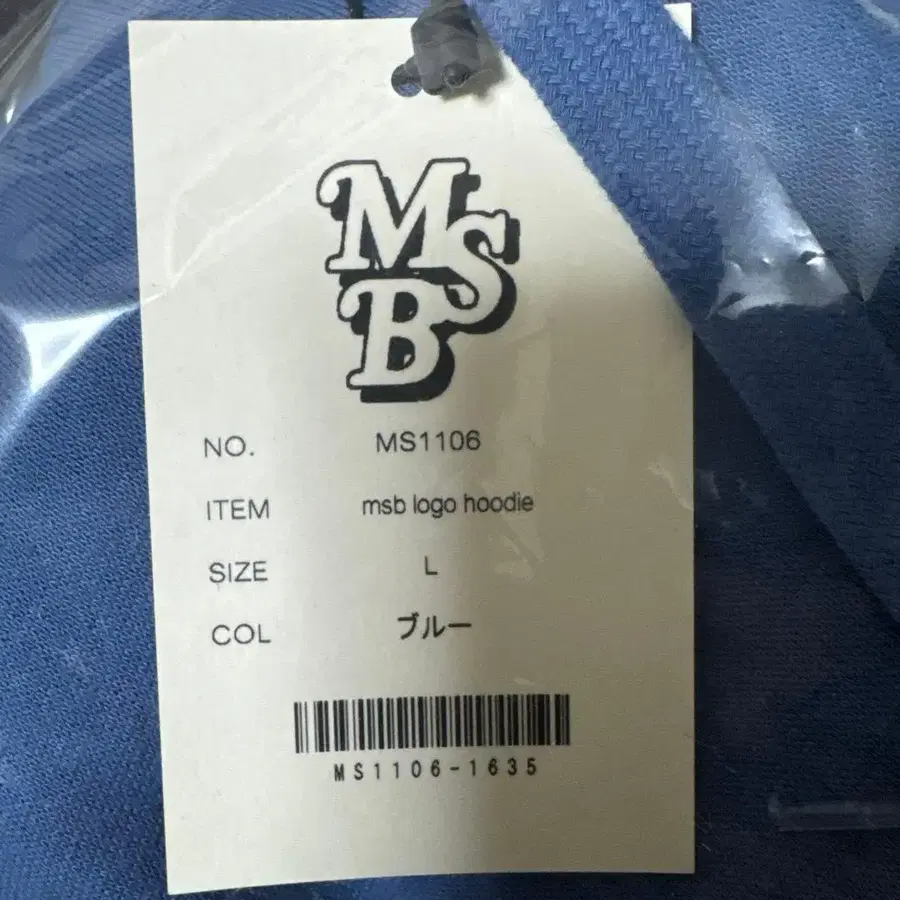 MSB
NO. MS1106
ITEM msb logo hoodie
SIZE L
COL ブルー
MS1106-1635